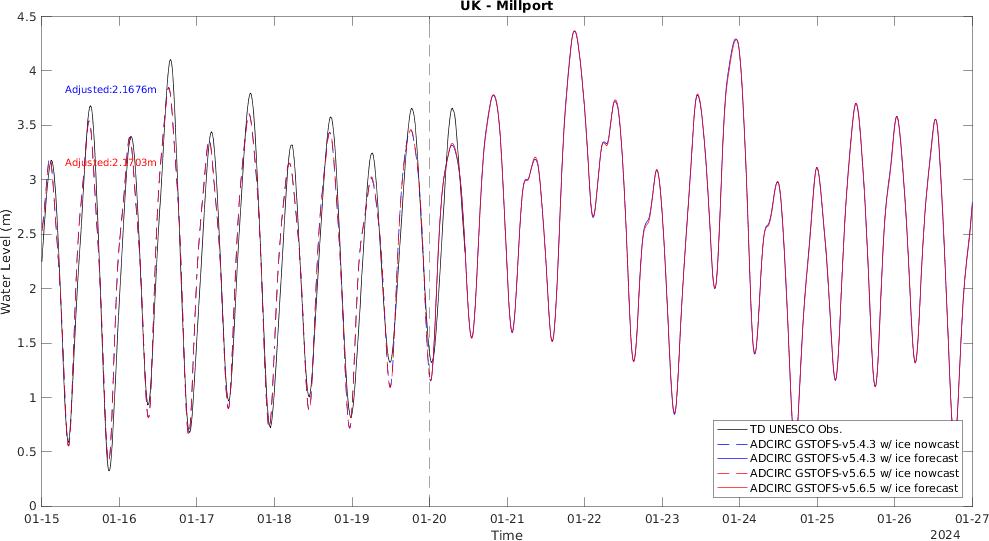 UK - Millport
4.5
4
3.5
3
2.5
2
1.5
1
0.5
0
Water Level (m)
Adjusted:2.1676m
Adjusted:2.1703m
TD UNESCO Obs.
ADCIRC GSTOFS-v5.4.3 w/ ice nowcast
ADCIRC GSTOFS-v5.4.3 w/ ice forecast
ADCIRC GSTOFS-v5.6.5 w/ ice nowcast
ADCIRC GSTOFS-v5.6.5 w/ ice forecast
01-15 01-16 01-17 01-18 01-19 01-20 01-21 01-22 01-23 01-24 01-25 01-26 01-27
Time
2024